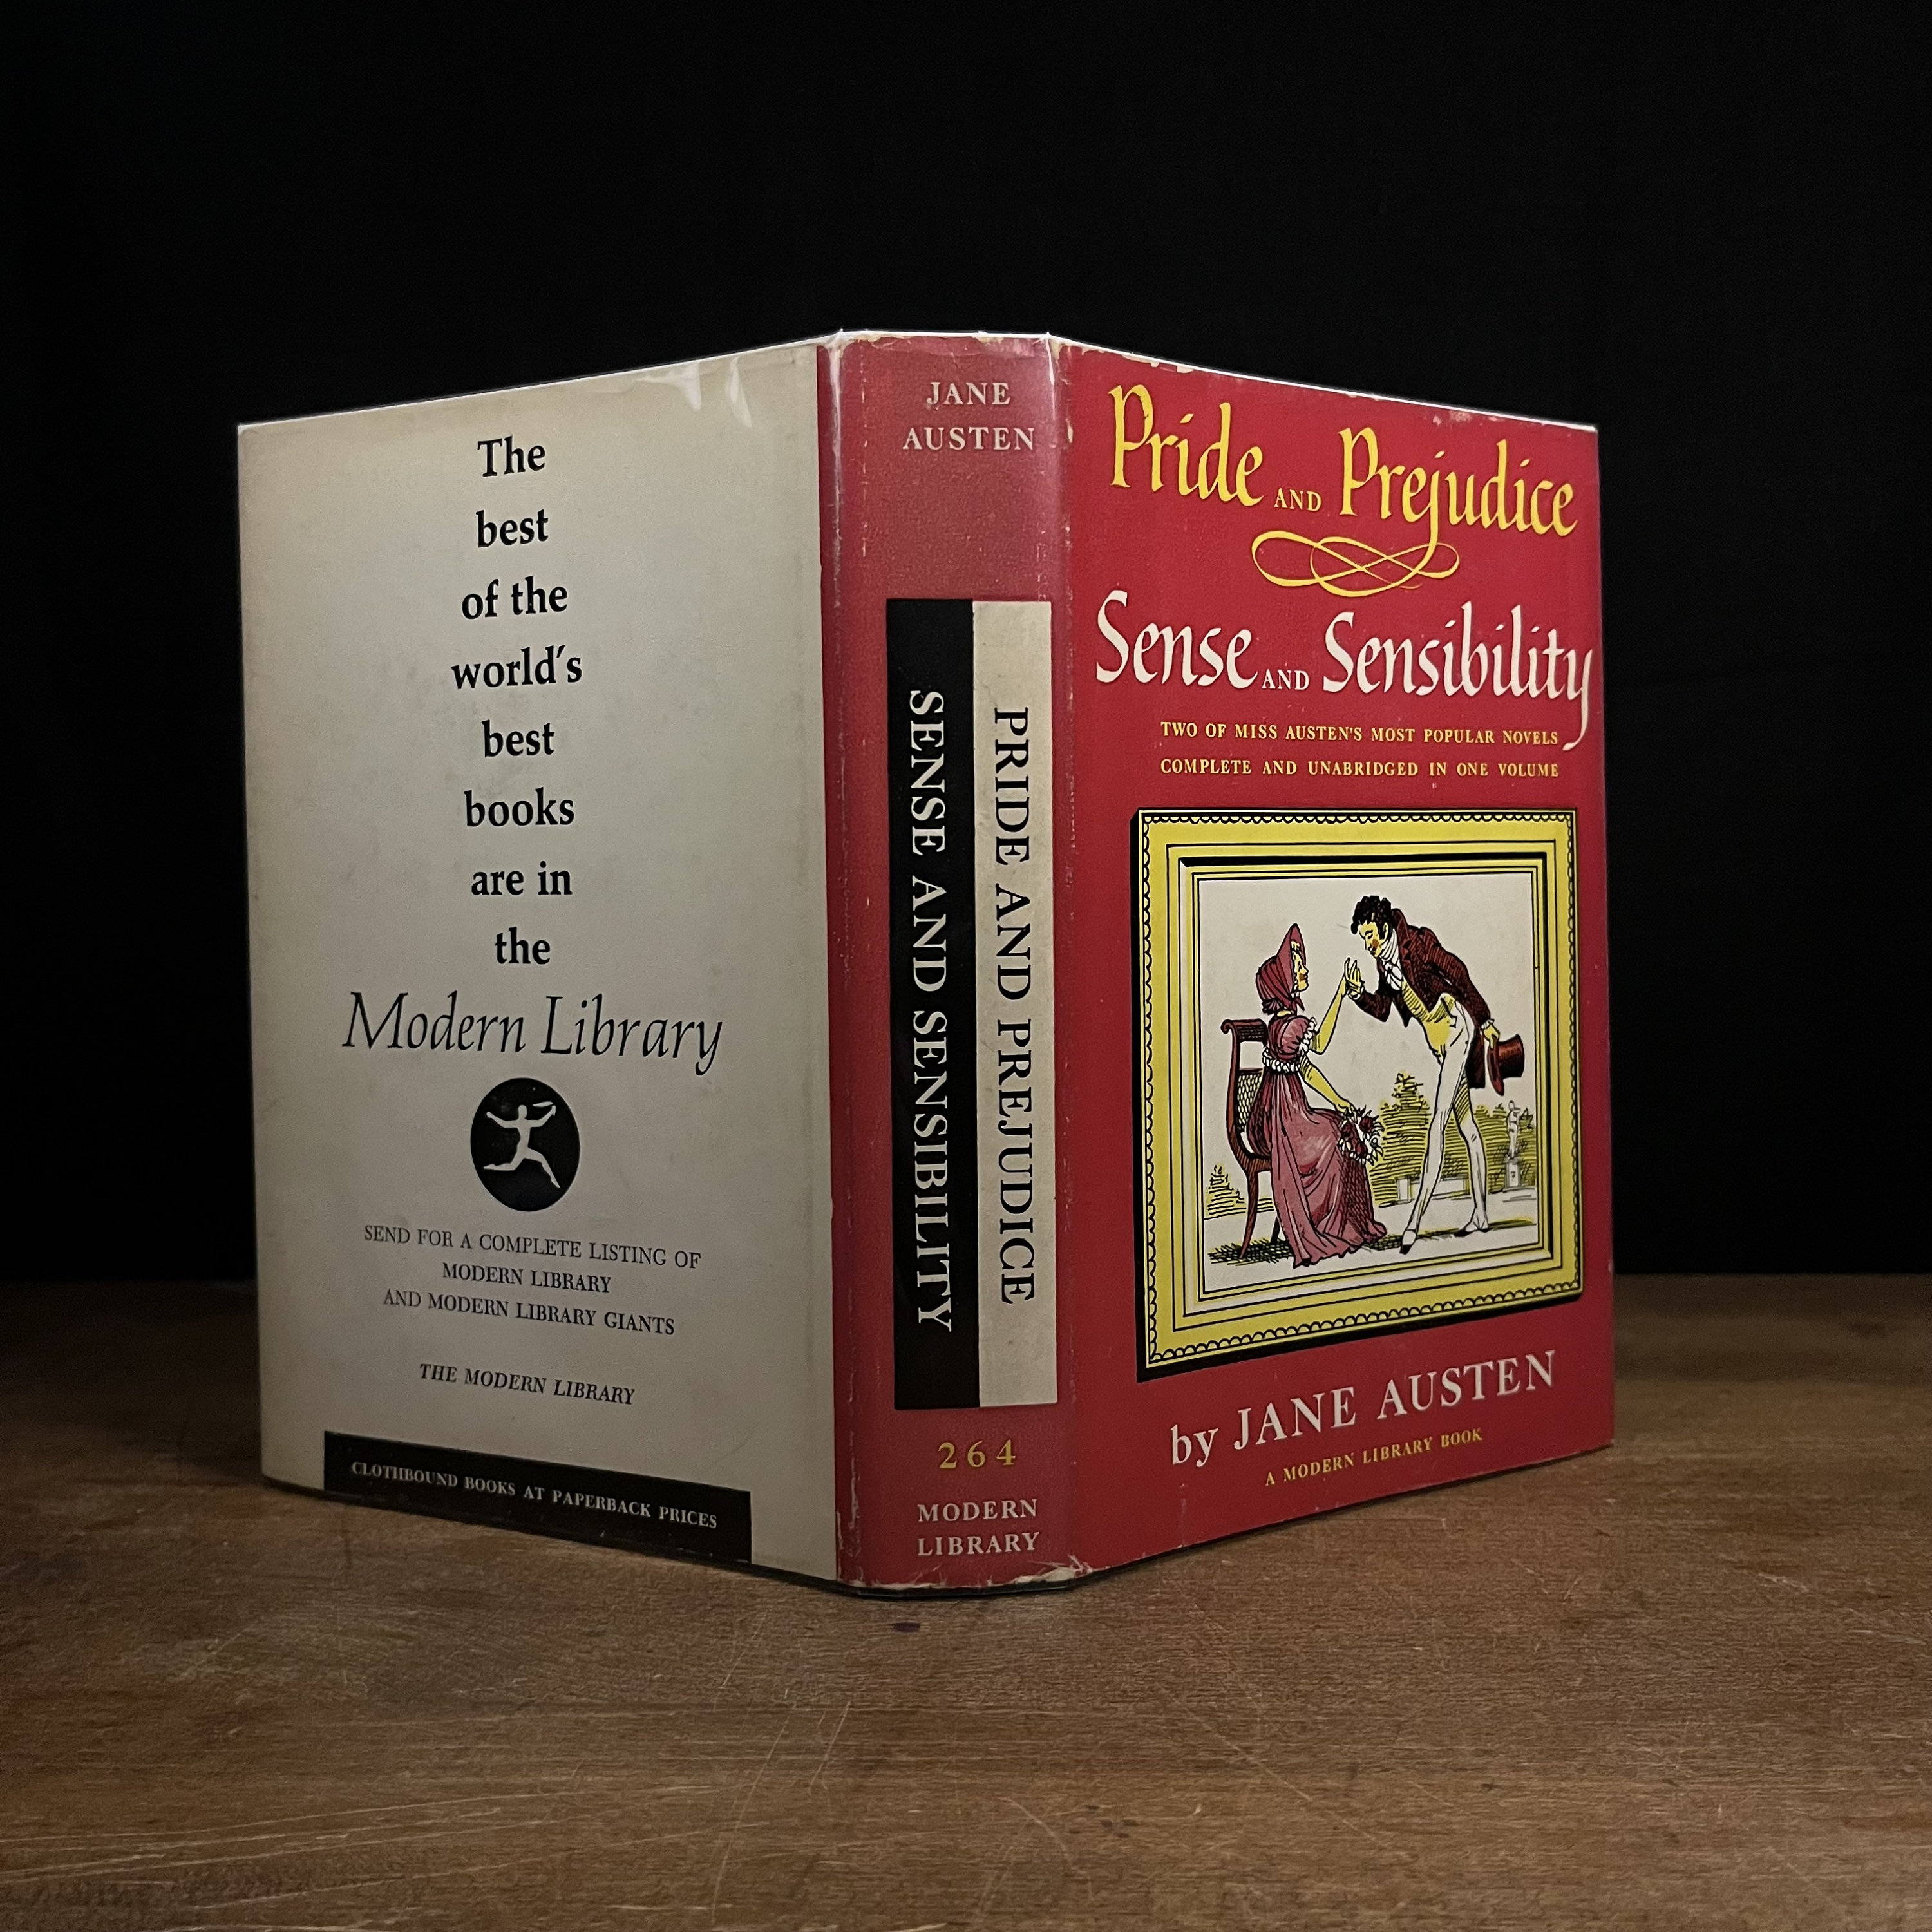 The
best
of the
world's
best
books
are in
the
Modern Library
SEND FOR A COMPLETE LISTING OF
MODERN LIBRARY
AND MODERN LIBRARY GIANTS
THE MODERN LIBRARY
CLOTHBOUND BOOKS AT PAPERBACK PRICES
JANE
AUSTEN
PRIDE AND PREJUDICE
SENSE AND SENSIBILITY
264
MODERN
LIBRARY
Pride AND Prejudice
Sense AND Sensibility
TWO OF MISS AUSTEN'S MOST POPULAR NOVELS
COMPLETE AND UNABRIDGED IN ONE VOLUME
by JANE AUSTEN
A MODERN LIBRARY BOOK